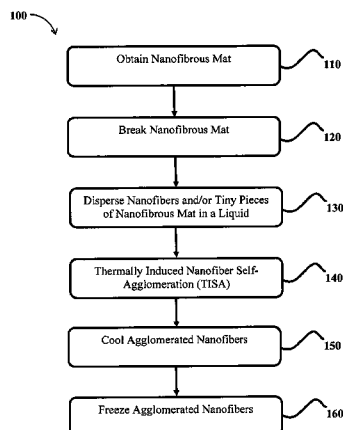 100
Obtain Nanofibrous Mat
110
Break Nanofibrous Mat
120
Disperse Nanofibers and/or Tiny Pieces
of Nanofibrous Mat in a Liquid
130
Thermally Induced Nanofiber Self-
Agglomeration (TISA)
140
Cool Agglomerated Nanofibers
150
Freeze Agglomerated Nanofibers
160